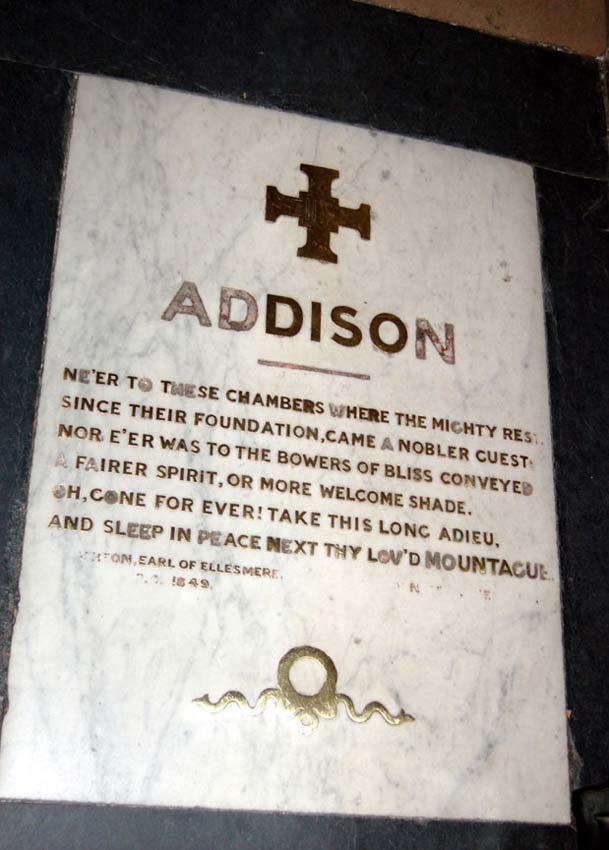 IHS
ADDISON
NE'ER TO THESE CHAMBERS WHERE THE MIGHTY REST.
SINCE THEIR FOUNDATION, CAME A NOBLER GUEST;
NOR E'ER WAS TO THE BOWERS OF BLISS CONVEYED
A FAIRER SPIRIT, OR MORE WELCOME SHADE.
OH, GONE FOR EVER! TAKE THIS LONG ADIEU,
AND SLEEP IN PEACE NEXT THY LOV'D MOUNTAGUE.
EARL OF ELLESMERE.
1849.